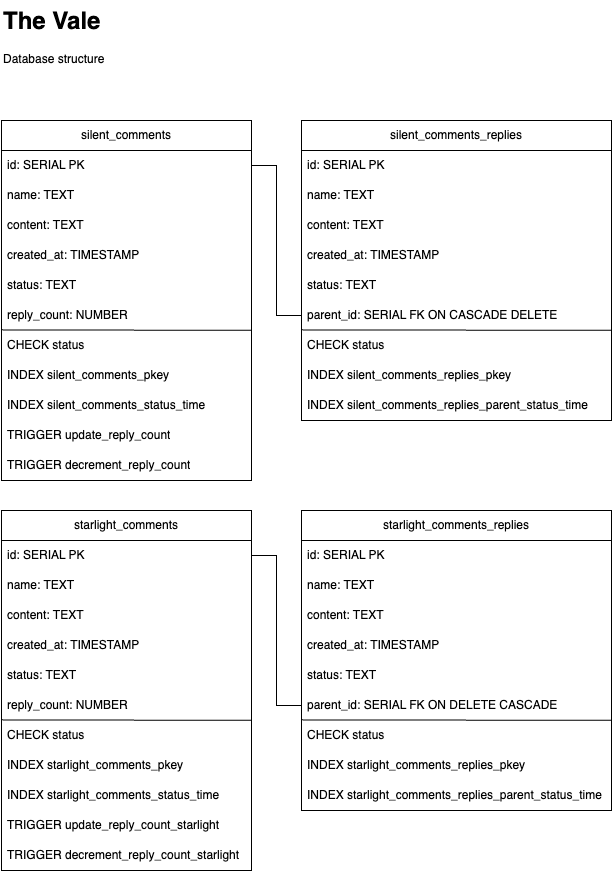 The Vale
Database structure
silent_comments
id: SERIAL PK
name: TEXT
content: TEXT
created_at: TIMESTAMP
status: TEXT
reply_count: NUMBER
CHECK status
INDEX silent_comments_pkey
INDEX silent_comments_status_time
TRIGGER update_reply_count
TRIGGER decrement_reply_count
silent_comments_replies
id: SERIAL PK
name: TEXT
content: TEXT
created_at: TIMESTAMP
status: TEXT
parent_id: SERIAL FK ON CASCADE DELETE
CHECK status
INDEX silent_comments_replies_pkey
INDEX silent_comments_replies_parent_status_time
starlight_comments
id: SERIAL PK
name: TEXT
content: TEXT
created_at: TIMESTAMP
status: TEXT
reply_count: NUMBER
CHECK status
INDEX starlight_comments_pkey
INDEX starlight_comments_status_time
TRIGGER update_reply_count_starlight
TRIGGER decrement_reply_count_starlight
starlight_comments_replies
id: SERIAL PK
name: TEXT
content: TEXT
created_at: TIMESTAMP
status: TEXT
parent_id: SERIAL FK ON DELETE CASCADE
CHECK status
INDEX starlight_comments_replies_pkey
INDEX starlight_comments_replies_parent_status_time